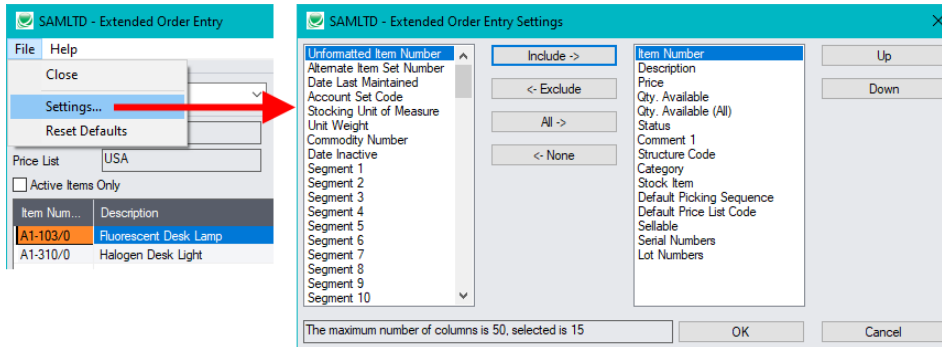 SAMLTD - Extended Order Entry
File Help
Close
Settings...
Reset Defaults
Price List USA
Active Items Only
Item Num... Description
A1-103/0 Fluorescent Desk Lamp
A1-310/0 Halogen Desk Light
SAMLTD - Extended Order Entry Settings
Unformatted Item Number
Alternate Item Set Number
Date Last Maintained
Account Set Code
Stocking Unit of Measure
Unit Weight
Commodity Number
Date Inactive
Segment 1
Segment 2
Segment 3
Segment 4
Segment 5
Segment 6
Segment 7
Segment 8
Segment 9
Segment 10
Include ->
<- Exclude
All ->
<- None
Item Number
Description
Price
Qty. Available
Qty. Available (All)
Status
Comment 1
Structure Code
Category
Stock Item
Default Picking Sequence
Default Price List Code
Sellable
Serial Numbers
Lot Numbers
Up
Down
The maximum number of columns is 50, selected is 15
OK
Cancel